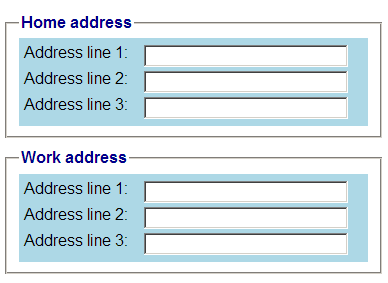 Home address
Address line 1:
Address line 2:
Address line 3:
Work address
Address line 1:
Address line 2:
Address line 3: